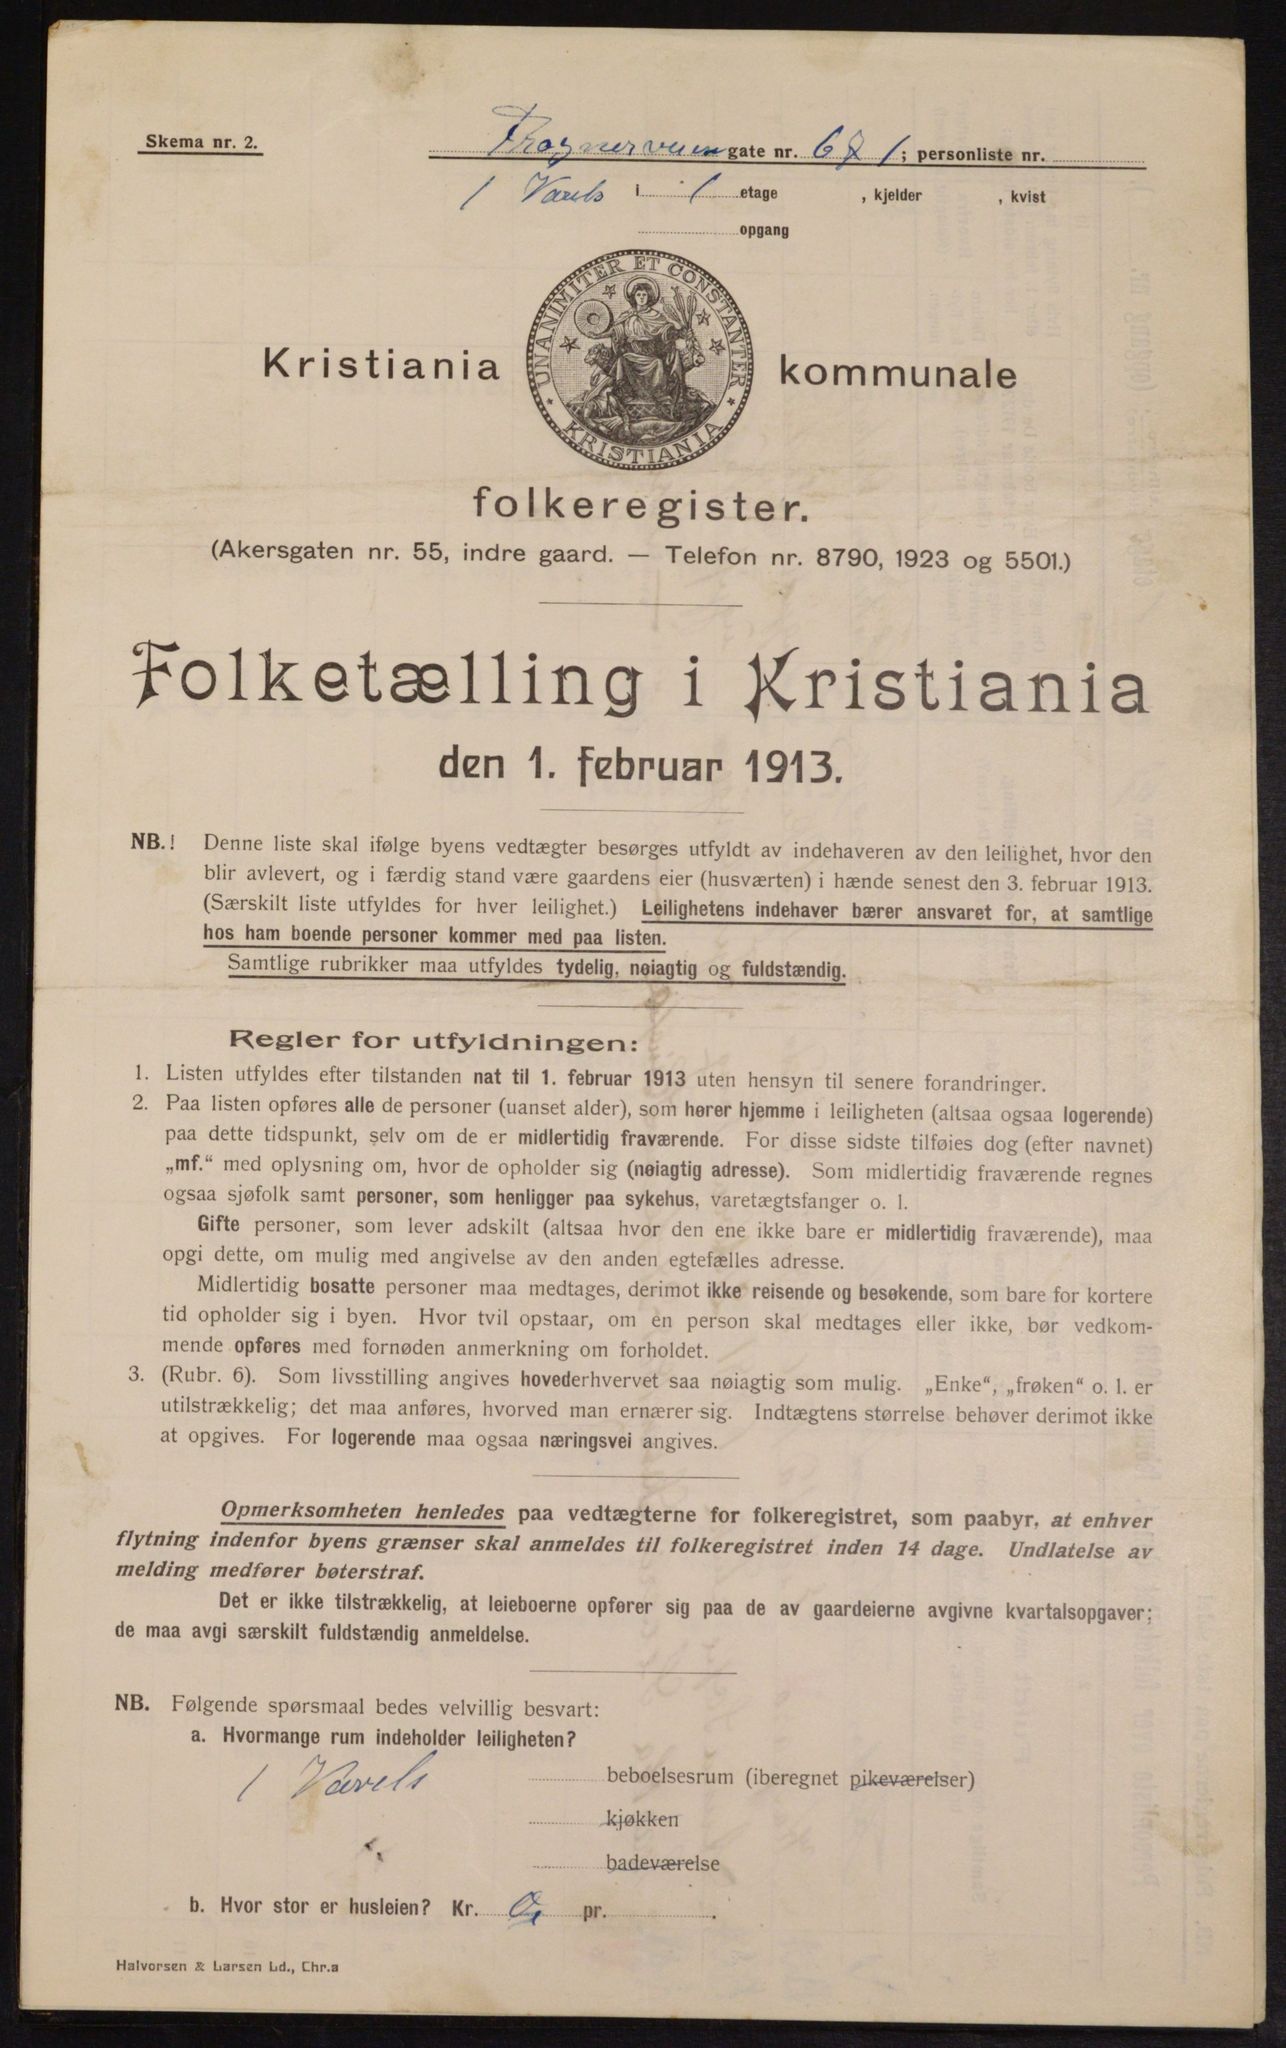 Skema nr. 2.
Frognerveien gate nr. 67 1; personliste nr.
1 Værels i 1 etage , kjelder , kvist
opgang
UNANIMITER ET CONSTANTER
KRISTIANIA
Kristiania kommunale
folkeregister.
(Akersgaten nr. 55, indre gaard. — Telefon nr. 8790, 1923 og 5501.)
Folketælling i Kristiania
den 1. februar 1913.
NB.! Denne liste skal ifølge byens vedtægter besørges utfyldt av indehaveren av den leilighet, hvor den
blir avlevert, og i færdig stand være gaardens eier (husværten) i hænde senest den 3. februar 1913.
(Særskilt liste utfyldes for hver leilighet.) Leilighetens indehaver bærer ansvaret for, at samtlige
hos ham boende personer kommer med paa listen.
Samtlige rubrikker maa utfyldes tydelig, nøiagtig og fuldstændig.
Regler for utfyldningen:
1. Listen utfyldes efter tilstanden nat til 1. februar 1913 uten hensyn til senere forandringer.
2. Paa listen opføres alle de personer (uanset alder), som hører hjemme i leiligheten (altsaa ogsaa logerende)
paa dette tidspunkt, selv om de er midlertidig fraværende. For disse sidste tilføies dog (efter navnet)
„mf.“ med oplysning om, hvor de opholder sig (nøiagtig adresse). Som midlertidig fraværende regnes
ogsaa sjøfolk samt personer, som henligger paa sykehus, varetægtsfanger o. l.
Gifte personer, som lever adskilt (altsaa hvor den ene ikke bare er midlertidig fraværende), maa
opgi dette, om mulig med angivelse av den anden egtefælles adresse.
Midlertidig bosatte personer maa medtages, derimot ikke reisende og besøkende, som bare for kortere
tid opholder sig i byen. Hvor tvil opstaar, om en person skal medtages eller ikke, bør vedkom-
mende opføres med fornøden anmerkning om forholdet.
3. (Rubr. 6). Som livsstilling angives hovederhvervet saa nøiagtig som mulig. „Enke“, „frøken“ o. l. er
utilstrækkelig; det maa anføres, hvorved man ernærer sig. Indtægtens størrelse behøver derimot ikke
at opgives. For logerende maa ogsaa næringsvei angives.
Opmerksomheten henledes paa vedtægterne for folkeregistret, som paabyr, at enhver
flytning indenfor byens grænser skal anmeldes til folkeregistret inden 14 dage. Undlatelse av
melding medfører bøterstraf.
Det er ikke tilstrækkelig, at leieboerne opfører sig paa de av gaardeierne avgivne kvartalsopgaver;
de maa avgi særskilt fuldstændig anmeldelse.
NB. Følgende spørsmaal bedes velvillig besvart:
a. Hvormange rum indeholder leiligheten?
1 Værels beboelsesrum (iberegnet pikeværelser)
kjøkken
badeværelse
b. Hvor stor er husleien? Kr. 0, pr. .
Halvorsen & Larsen Ld., Chr.a